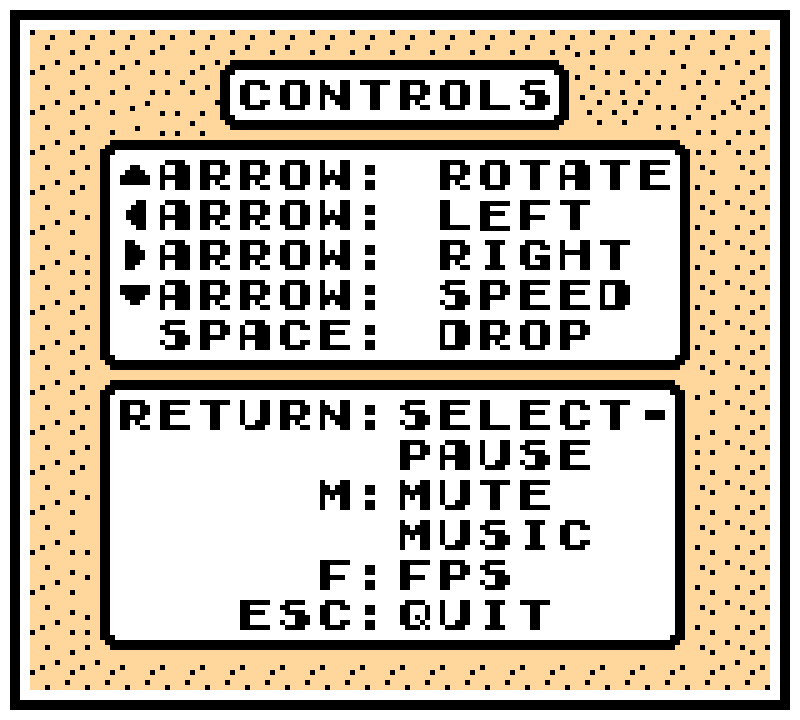 CONTROLS
▲ARROW: ROTATE
◀ARROW: LEFT
▶ARROW: RIGHT
▼ARROW: SPEED
SPACE: DROP
RETURN: SELECT-
PAUSE
M: MUTE
MUSIC
F: FPS
ESC: QUIT